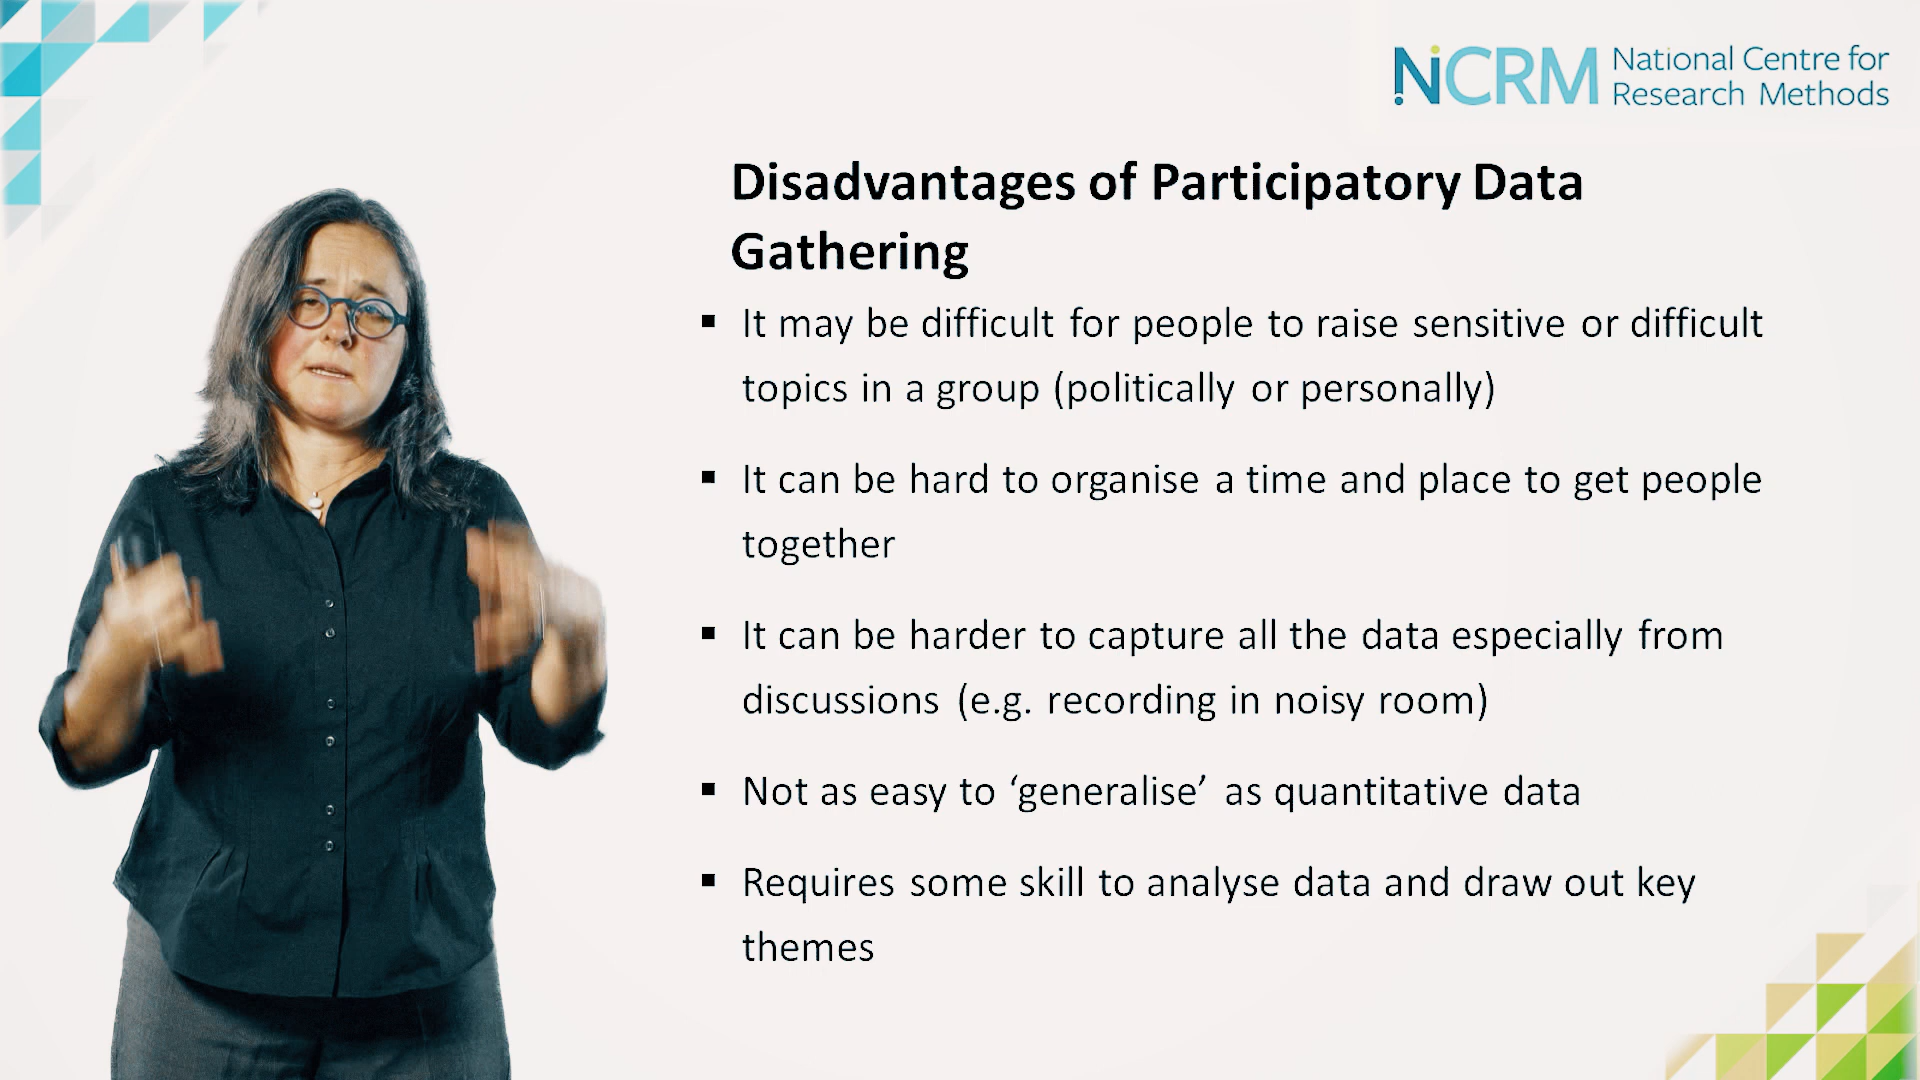 NCRM National Centre for
Research Methods
Disadvantages of Participatory Data
Gathering
▪ It may be difficult for people to raise sensitive or difficult
topics in a group (politically or personally)
▪ It can be hard to organise a time and place to get people
together
▪ It can be harder to capture all the data especially from
discussions (e.g. recording in noisy room)
▪ Not as easy to ‘generalise’ as quantitative data
▪ Requires some skill to analyse data and draw out key
themes